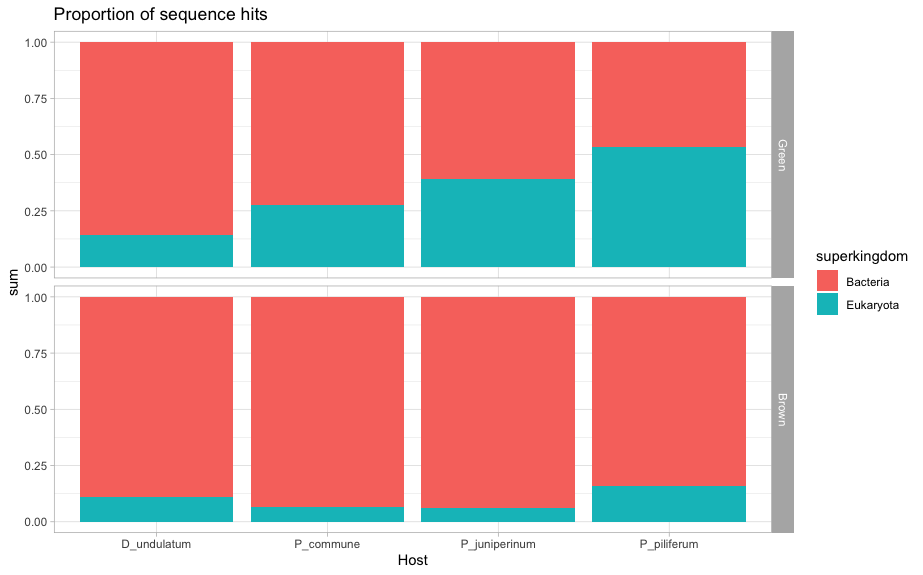 Proportion of sequence hits
sum
1.00
0.75
0.50
0.25
0.00
Green
1.00
0.75
0.50
0.25
0.00
Brown
D_undulatum
P_commune
P_juniperinum
P_piliferum
Host
superkingdom
Bacteria
Eukaryota